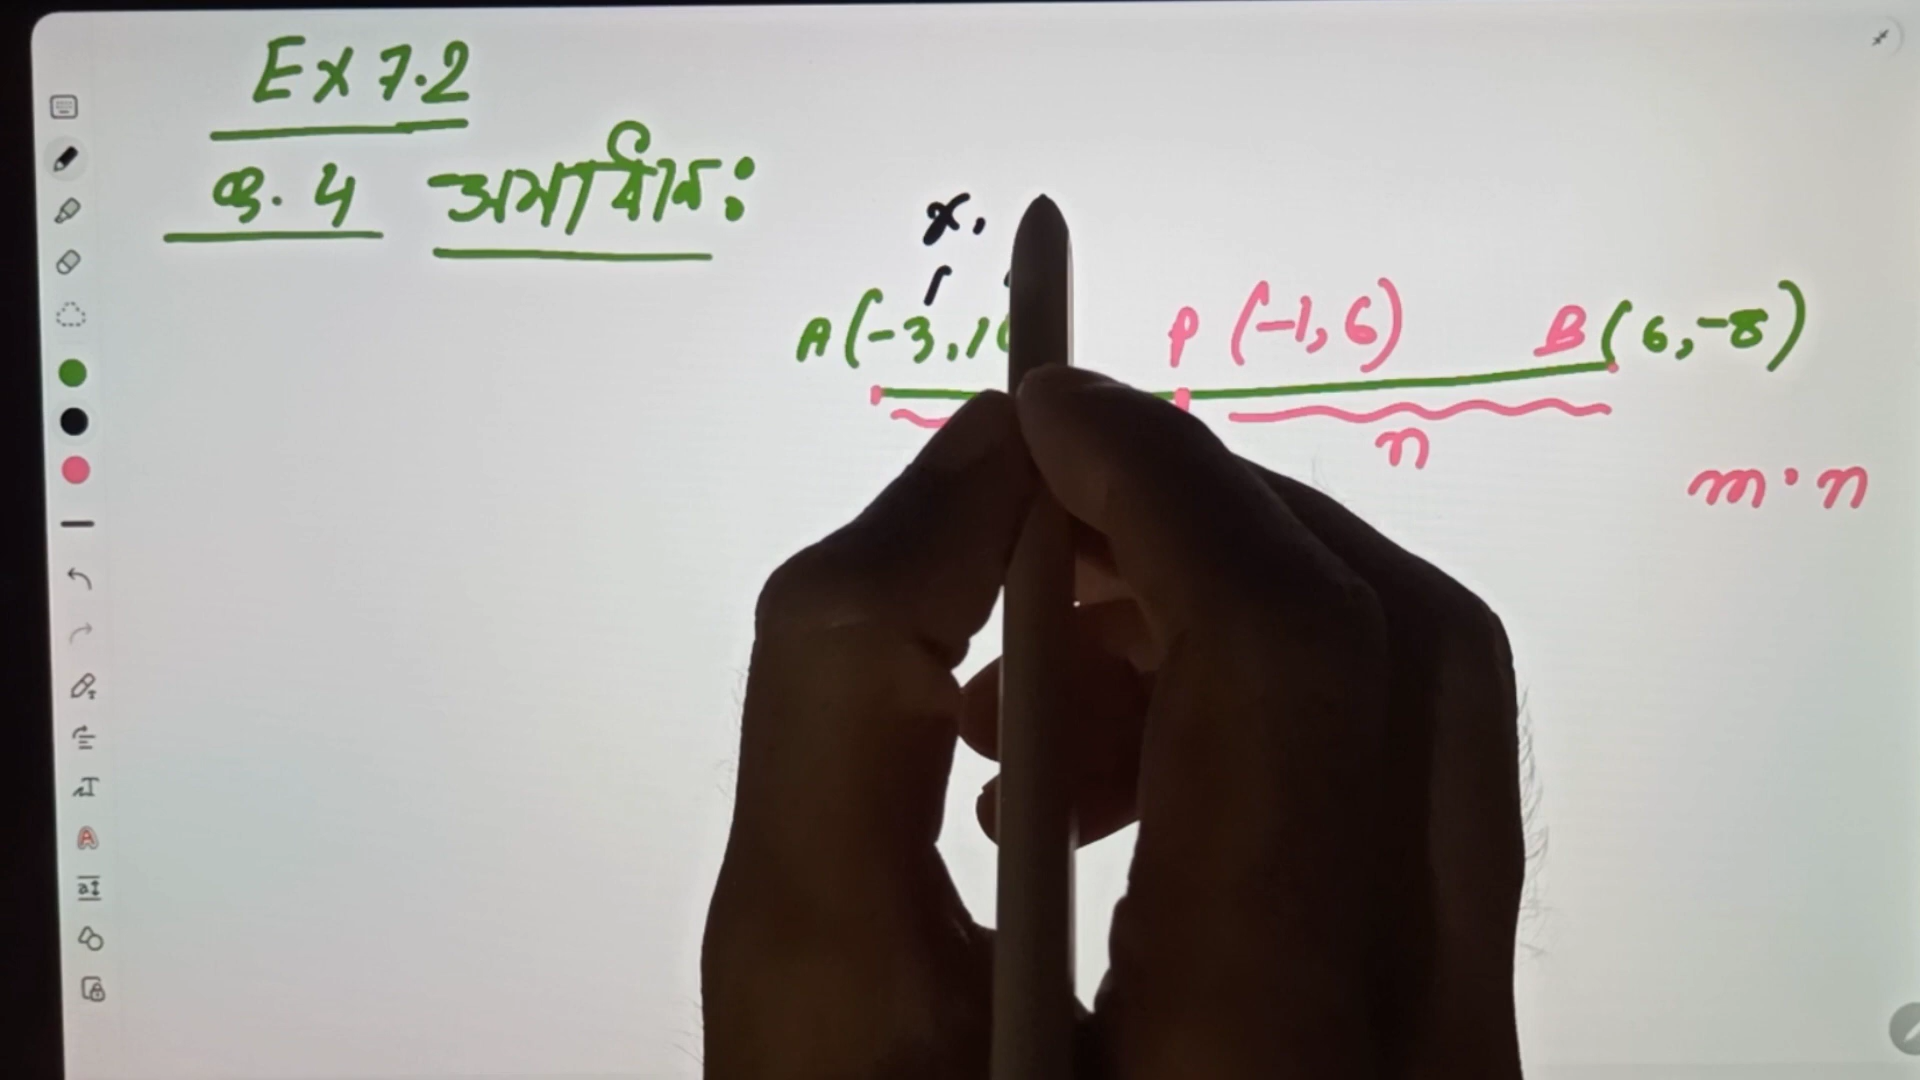 Ex 7.2
প্র. 4 সমাধান:
x,
A(-3,1 P (-1,6) B(6,-8)
n
m:n